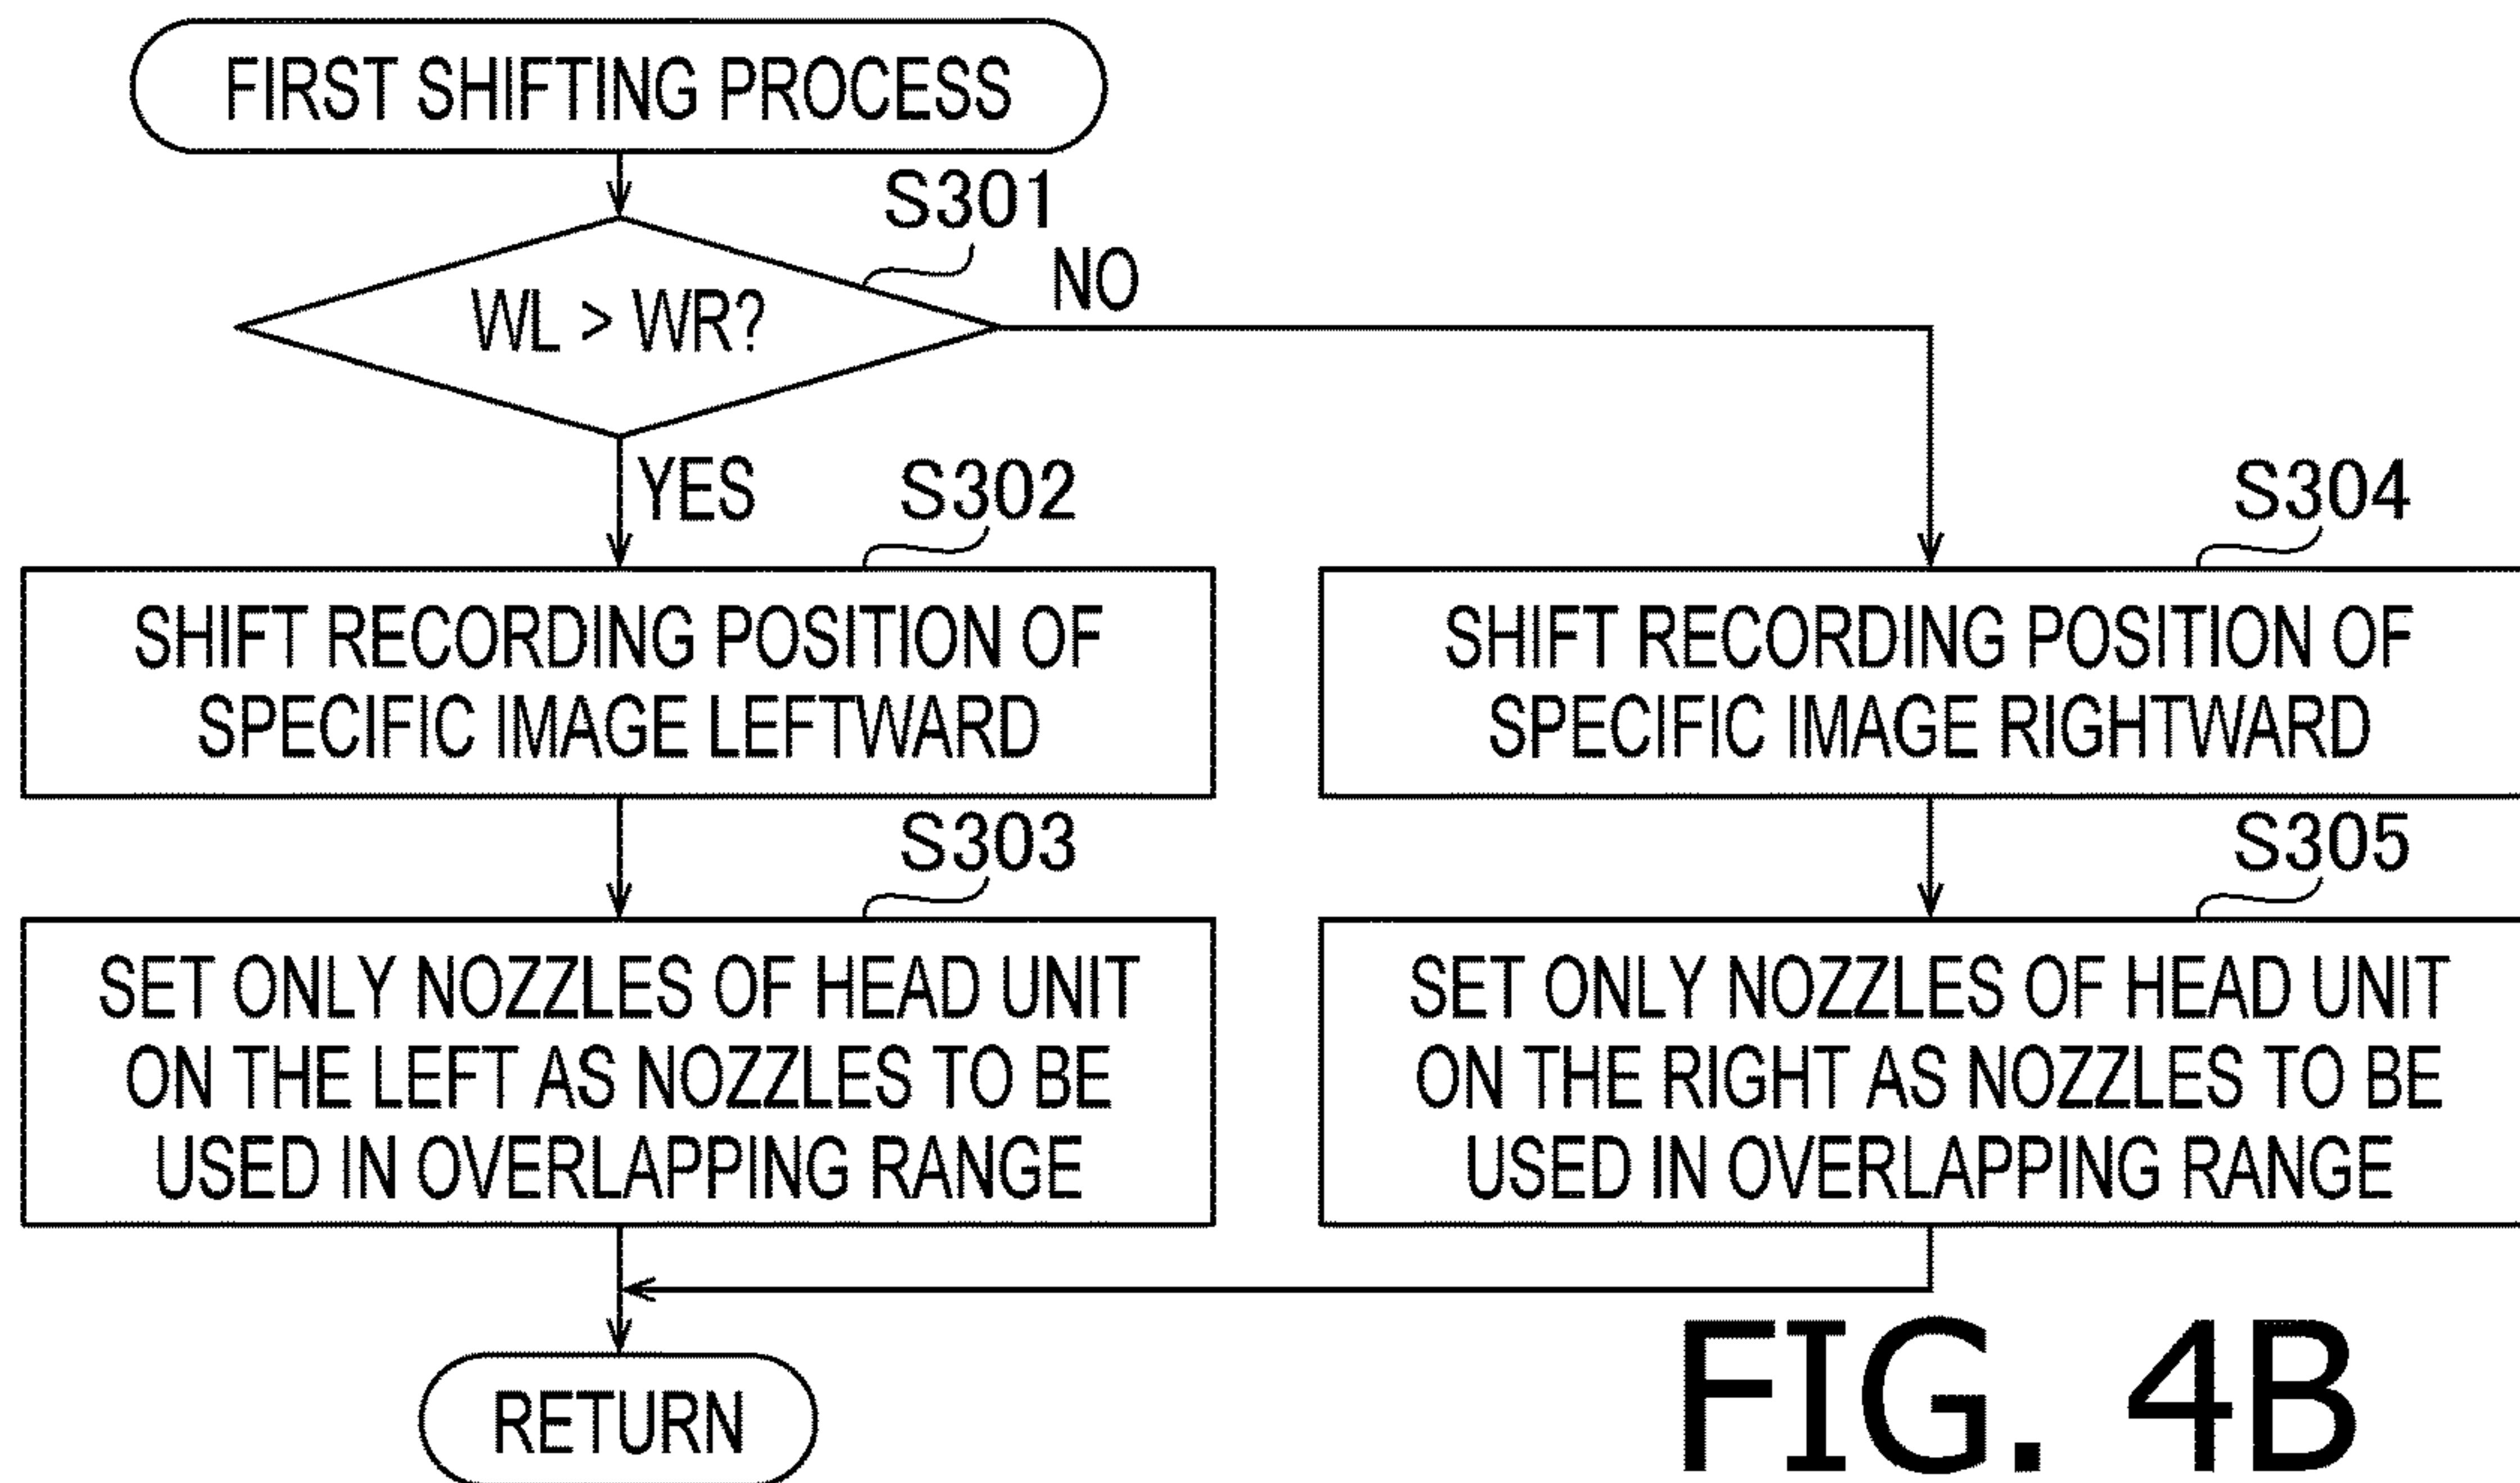 FIRST SHIFTING PROCESS
S301
WL > WR?
NO
YES
S302
SHIFT RECORDING POSITION OF
SPECIFIC IMAGE LEFTWARD
S303
SET ONLY NOZZLES OF HEAD UNIT
ON THE LEFT AS NOZZLES TO BE
USED IN OVERLAPPING RANGE
S304
SHIFT RECORDING POSITION OF
SPECIFIC IMAGE RIGHTWARD
S305
SET ONLY NOZZLES OF HEAD UNIT
ON THE RIGHT AS NOZZLES TO BE
USED IN OVERLAPPING RANGE
RETURN
FIG. 4B